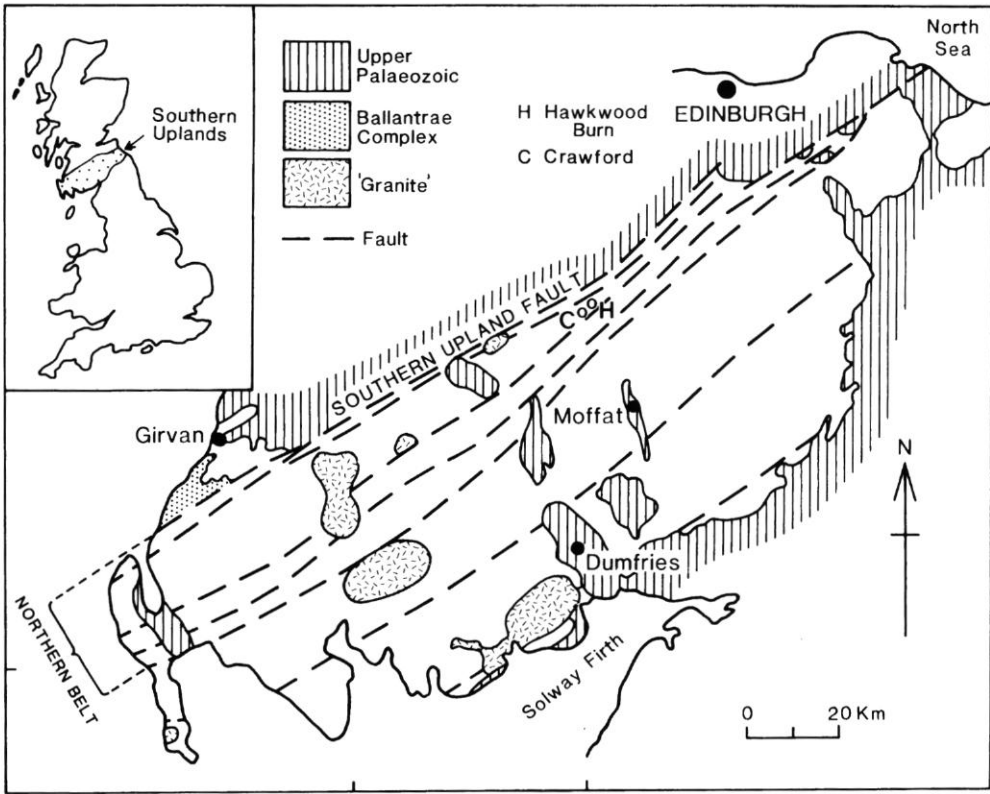 Southern
Uplands
Upper
Palaeozoic
Ballantrae
Complex
'Granite'
Fault
H Hawkwood
Burn
C Crawford
EDINBURGH
North
Sea
SOUTHERN UPLAND FAULT
C H
Girvan
Moffat
Dumfries
NORTHERN BELT
Solway Firth
N
0 20 Km